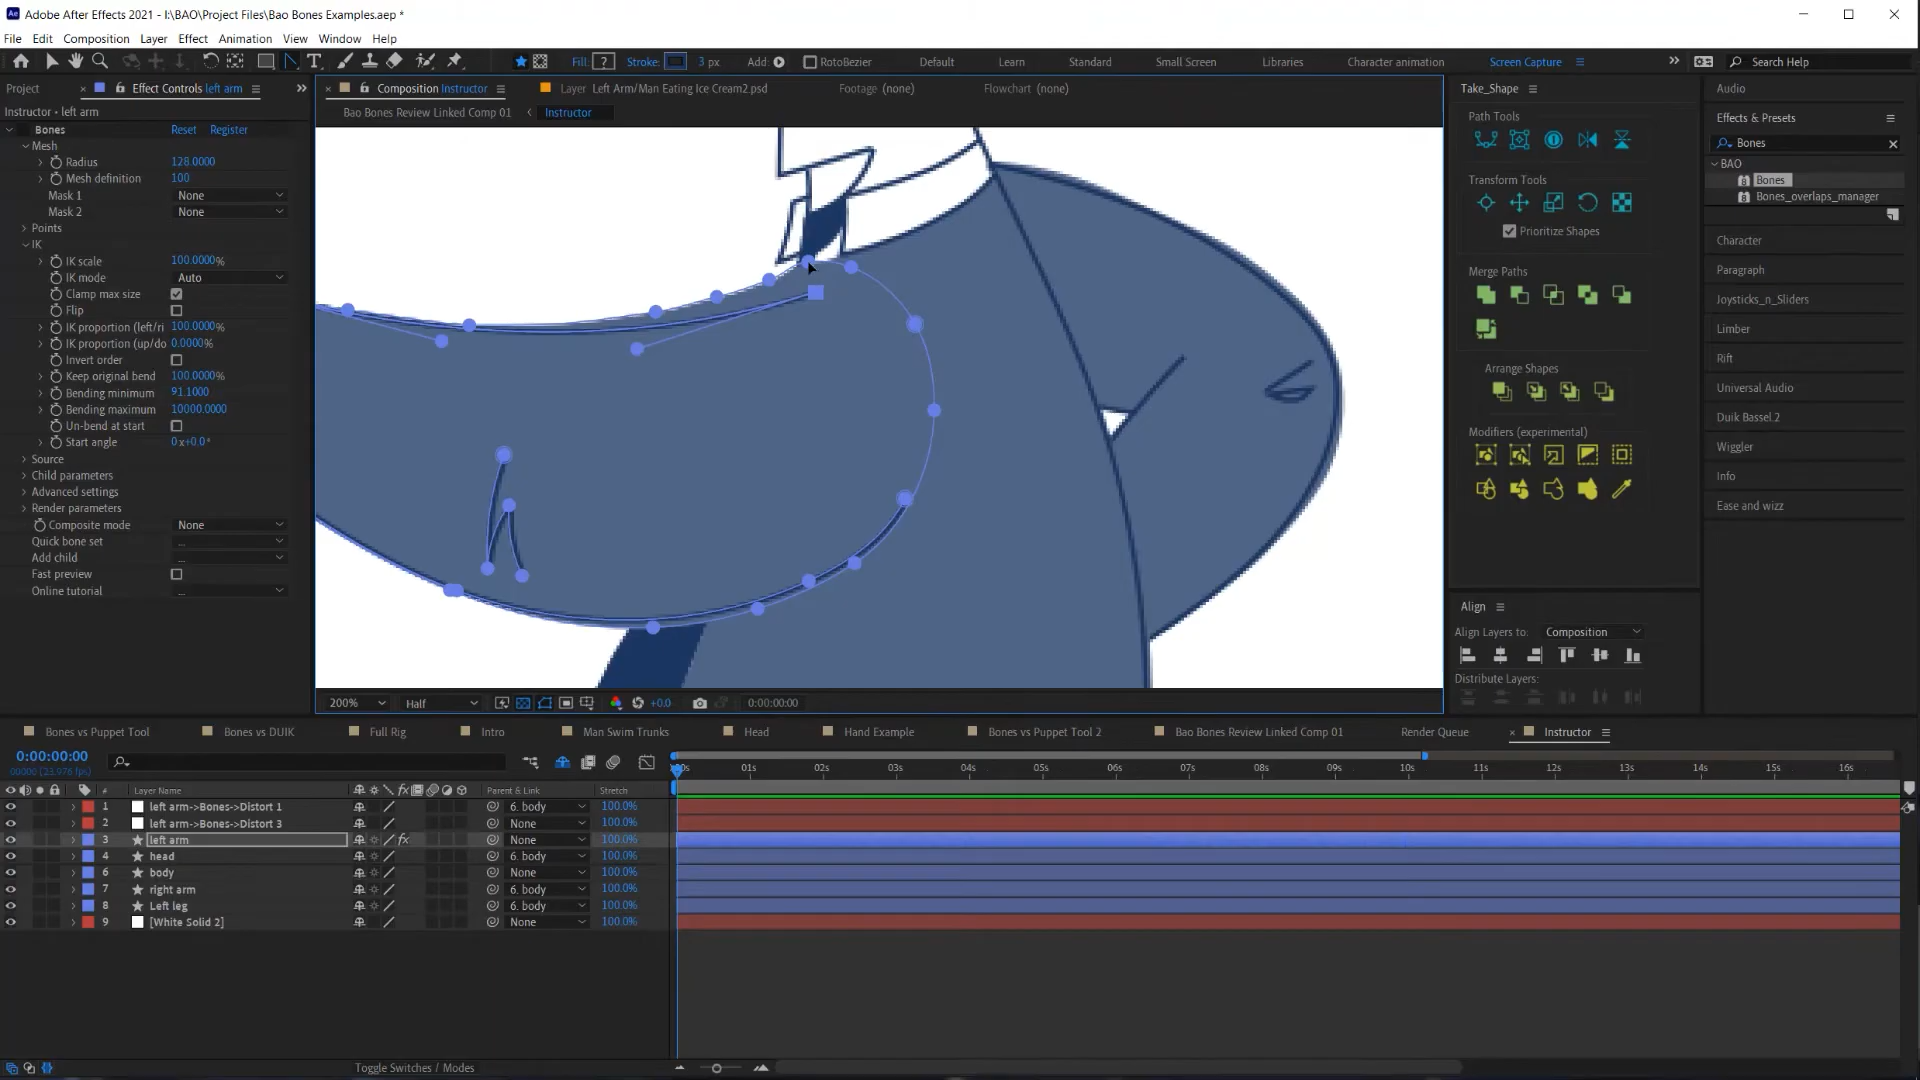 Adobe After Effects 2021 - I:\BAO\Project Files\Bao Bones Examples.aep *
File Edit Composition Layer Effect Animation View Window Help
Fill: ? Stroke: 3 px Add: RotoBezier Default Learn Standard Small Screen Libraries Character animation Screen Capture Search Help
Project Effect Controls left arm
Instructor • left arm
Bones Reset Register
Mesh
Radius 128.0000
Mesh definition 100
Mask 1 None
Mask 2 None
Points
IK
IK scale 100.0000%
IK mode Auto
Clamp max size
Flip
IK proportion (left/ri 100.0000%
IK proportion (up/do 0.0000%
Invert order
Keep original bend 100.0000%
Bending minimum 91.1000
Bending maximum 10000.0000
Un-bend at start
Start angle 0 x+0.0°
Source
Child parameters
Advanced settings
Render parameters
Composite mode None
Quick bone set ...
Add child ...
Fast preview
Online tutorial ...
Composition Instructor Layer Left Arm/Man Eating Ice Cream2.psd Footage (none) Flowchart (none)
Bao Bones Review Linked Comp 01 Instructor
200% Half +0.0 0:00:00:00
Take_Shape
Path Tools
Transform Tools
Prioritize Shapes
Merge Paths
Arrange Shapes
Modifiers (experimental)
Align
Align Layers to: Composition
Distribute Layers:
Audio
Effects & Presets
Bones
BAO
Bones
Bones_overlaps_manager
Character
Paragraph
Joysticks_n_Sliders
Limber
Rift
Universal Audio
Duik Bassel.2
Wiggler
Info
Ease and wizz
Bones vs Puppet Tool Bones vs DUIK Full Rig Intro Man Swim Trunks Head Hand Example Bones vs Puppet Tool 2 Bao Bones Review Linked Comp 01 Render Queue Instructor
0:00:00:00
00000 (23.976 fps)
01s 02s 03s 04s 05s 06s 07s 08s 09s 10s 11s 12s 13s 14s 15s 16s
# Layer Name fx Parent & Link Stretch
1 left arm->Bones->Distort 1 6. body 100.0%
2 left arm->Bones->Distort 3 None 100.0%
3 left arm fx None 100.0%
4 head 6. body 100.0%
6 body None 100.0%
7 right arm 6. body 100.0%
8 Left leg 6. body 100.0%
9 [White Solid 2] None 100.0%
Toggle Switches / Modes